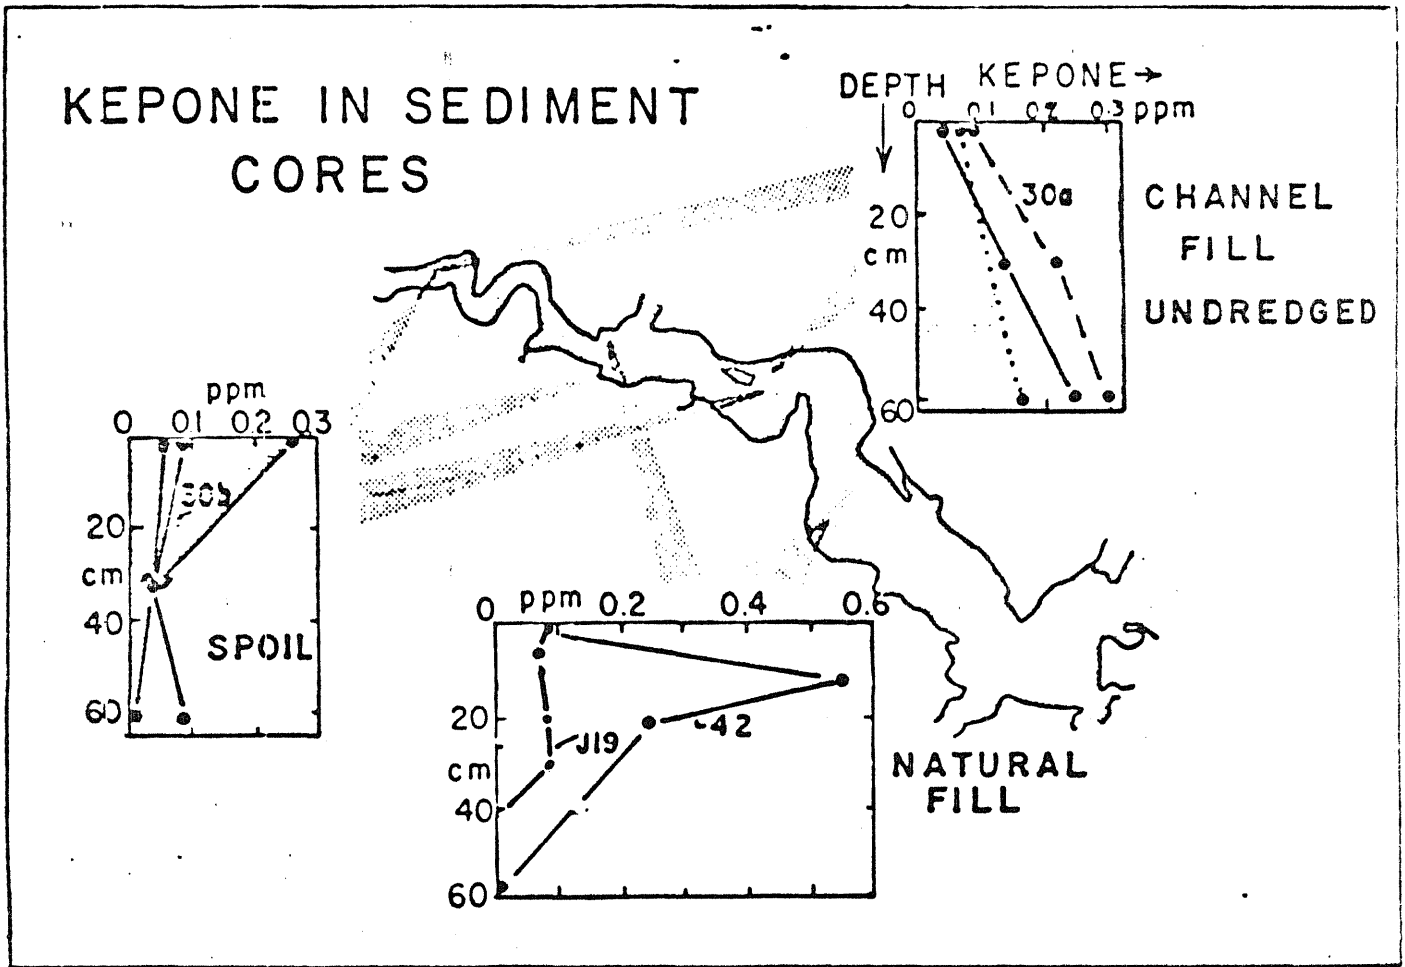 KEPONE IN SEDIMENT
CORES
DEPTH KEPONE→
0 0.1 0.2 0.3 ppm
20
cm
40
60
30a
CHANNEL
FILL
UNDREDGED
ppm
0 0.1 0.2 0.3
20
cm
40
60
30b
SPOIL
0 ppm 0.2 0.4 0.6
20
cm
40
60
J19
-42
NATURAL
FILL